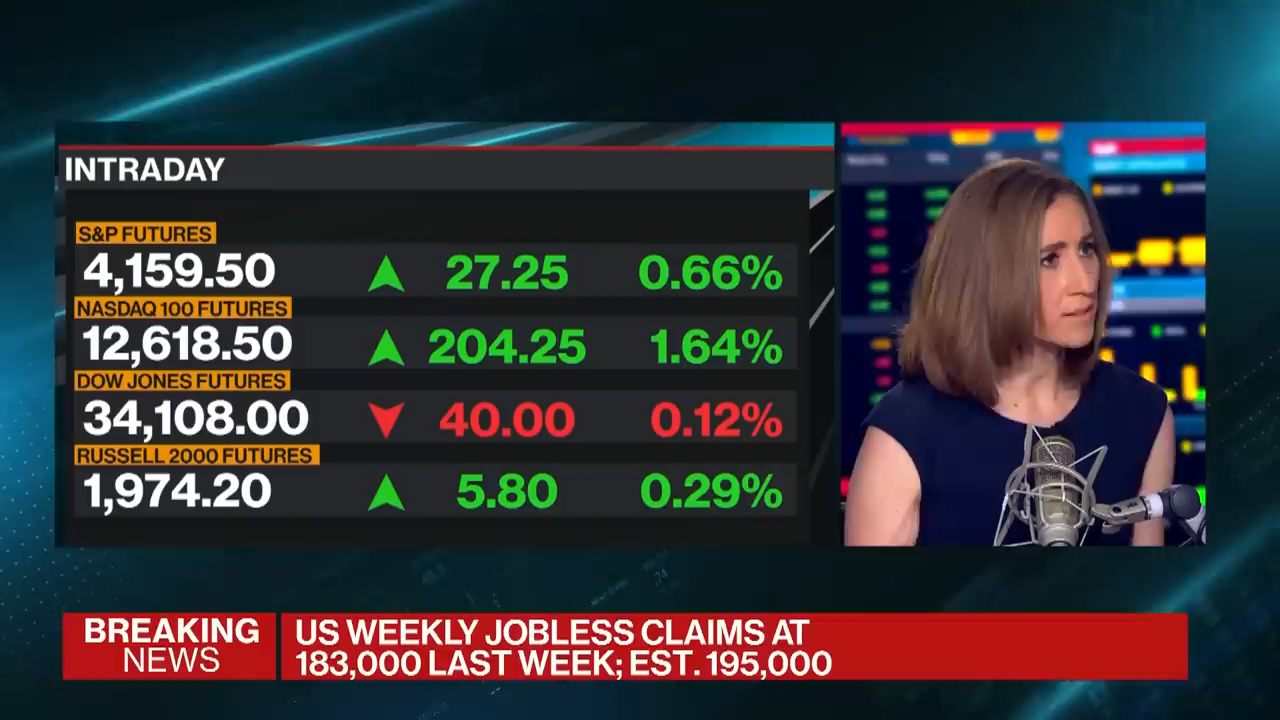 INTRADAY
S&P FUTURES
4,159.50 ▲ 27.25 0.66%
NASDAQ 100 FUTURES
12,618.50 ▲ 204.25 1.64%
DOW JONES FUTURES
34,108.00 ▼ 40.00 0.12%
RUSSELL 2000 FUTURES
1,974.20 ▲ 5.80 0.29%
BREAKING
NEWS
US WEEKLY JOBLESS CLAIMS AT
183,000 LAST WEEK; EST. 195,000